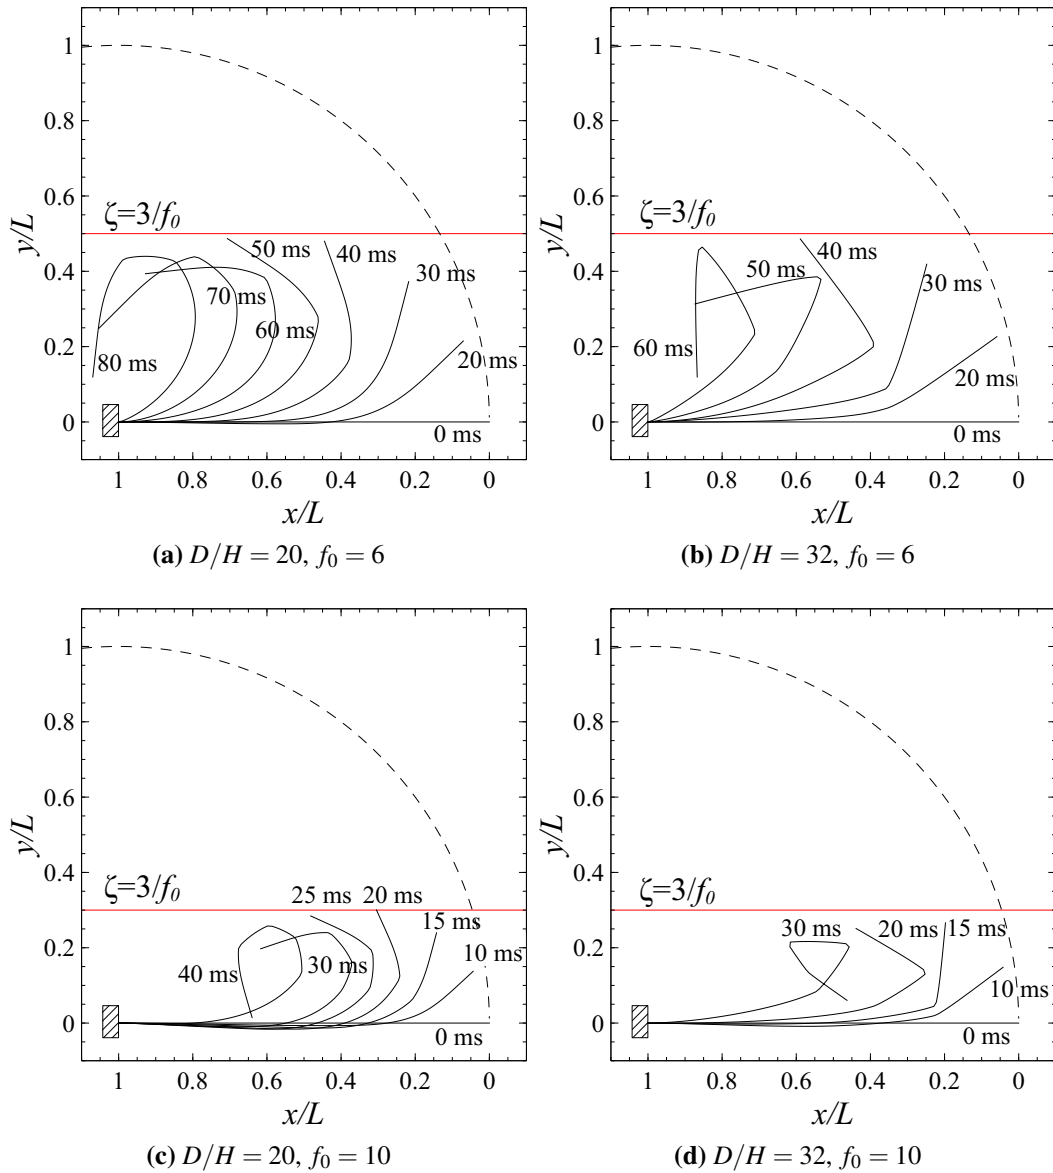 1
0.8
0.6
0.4
0.2
0
y/L
ζ=3/f₀
50 ms
40 ms
30 ms
70 ms
60 ms
80 ms
20 ms
0 ms
1 0.8 0.6 0.4 0.2 0
x/L
(a) D/H = 20, f₀ = 6
1
0.8
0.6
0.4
0.2
0
y/L
ζ=3/f₀
40 ms
50 ms
30 ms
60 ms
20 ms
0 ms
1 0.8 0.6 0.4 0.2 0
x/L
(b) D/H = 32, f₀ = 6
1
0.8
0.6
0.4
0.2
0
y/L
ζ=3/f₀
25 ms
20 ms
15 ms
10 ms
40 ms
30 ms
0 ms
1 0.8 0.6 0.4 0.2 0
x/L
(c) D/H = 20, f₀ = 10
1
0.8
0.6
0.4
0.2
0
y/L
ζ=3/f₀
30 ms
20 ms
15 ms
10 ms
0 ms
1 0.8 0.6 0.4 0.2 0
x/L
(d) D/H = 32, f₀ = 10